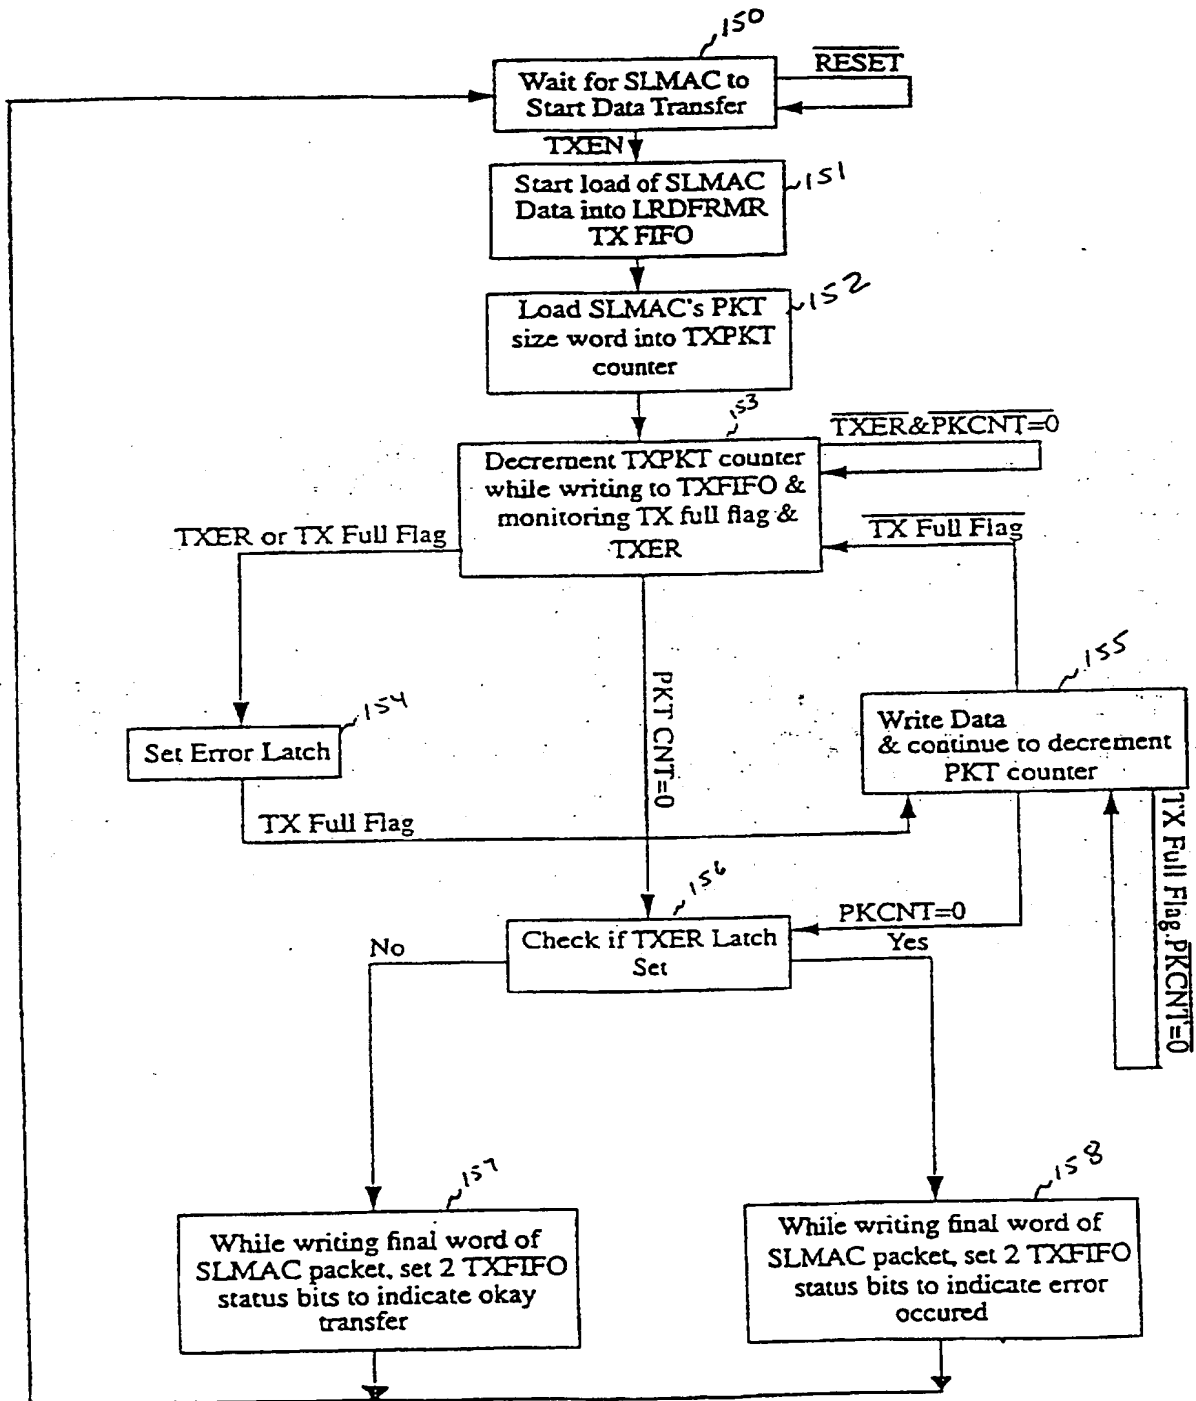 150
Wait for SLMAC to
Start Data Transfer
RESET
TXEN
151
Start load of SLMAC
Data into LRDFRMR
TX FIFO
152
Load SLMAC's PKT
size word into TXPKT
counter
153
Decrement TXPKT counter
while writing to TXFIFO &
monitoring TX full flag &
TXER
TXER&PKCNT=0
TXER or TX Full Flag
TX Full Flag
154
Set Error Latch
TX Full Flag
PKT CNT=0
155
Write Data
& continue to decrement
PKT counter
TX Full Flag.PKCNT=0
156
Check if TXER Latch
Set
PKCNT=0
No
Yes
157
While writing final word of
SLMAC packet, set 2 TXFIFO
status bits to indicate okay
transfer
158
While writing final word of
SLMAC packet, set 2 TXFIFO
status bits to indicate error
occured